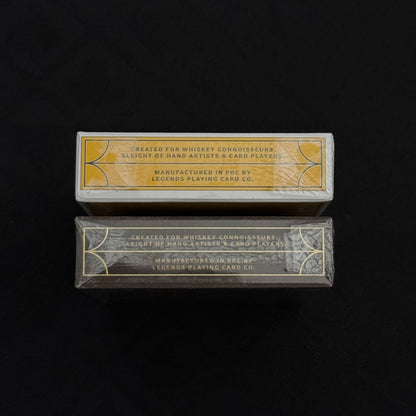 CREATED FOR WHISKEY CONNOISSEURS,
SLEIGHT OF HAND ARTISTS & CARD PLAYERS
MANUFACTURED IN PRC BY
LEGENDS PLAYING CARD CO.
CREATED FOR WHISKEY CONNOISSEURS,
SLEIGHT OF HAND ARTISTS & CARD PLAYERS
MANUFACTURED IN PRC BY
LEGENDS PLAYING CARD CO.